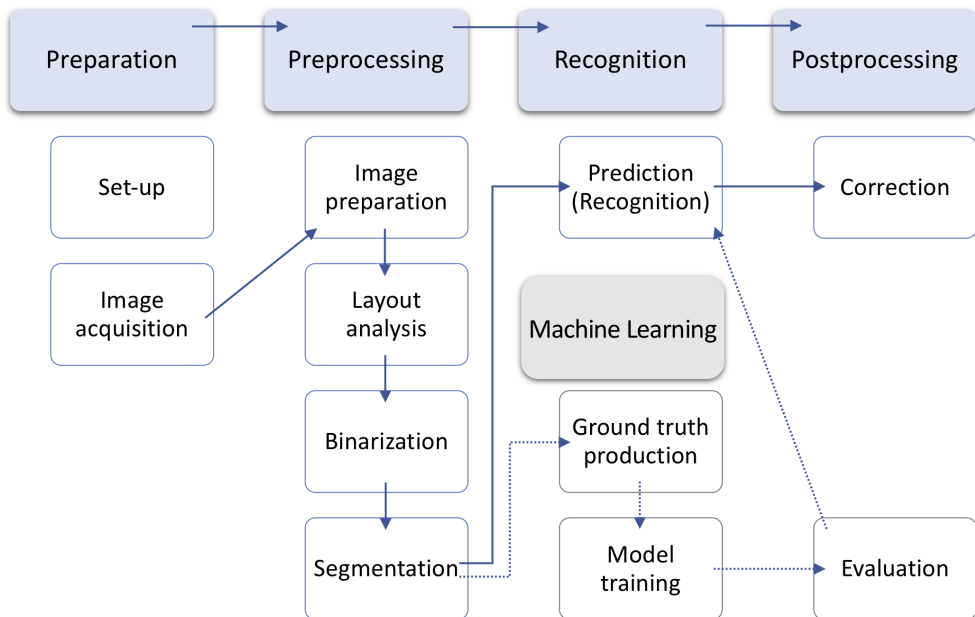 Preparation
Preprocessing
Recognition
Postprocessing
Set-up
Image
preparation
Prediction
(Recognition)
Correction
Image
acquisition
Layout
analysis
Machine Learning
Binarization
Ground truth
production
Segmentation
Model
training
Evaluation